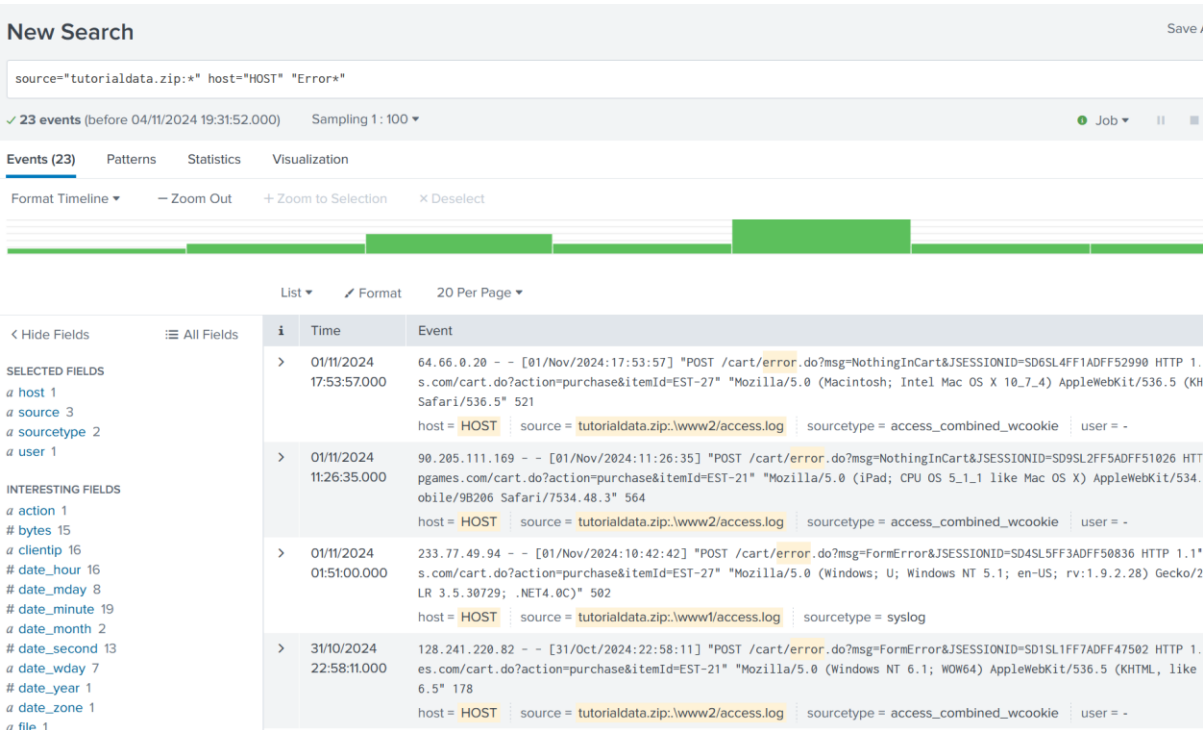 New Search
Save
source="tutorialdata.zip:*" host="HOST" "Error*"
✓ 23 events (before 04/11/2024 19:31:52.000) Sampling 1 : 100 ▾
Job ▾
Events (23) Patterns Statistics Visualization
Format Timeline ▾ — Zoom Out + Zoom to Selection × Deselect
List ▾ Format 20 Per Page ▾
< Hide Fields All Fields
SELECTED FIELDS
a host 1
a source 3
a sourcetype 2
a user 1
INTERESTING FIELDS
a action 1
# bytes 15
a clientip 16
# date_hour 16
# date_mday 8
# date_minute 19
a date_month 2
# date_second 13
a date_wday 7
# date_year 1
a date_zone 1
a file 1
i Time Event
> 01/11/2024 17:53:57.000
64.66.0.20 - - [01/Nov/2024:17:53:57] "POST /cart/error.do?msg=NothingInCart&JSESSIONID=SD6SL4FF1ADFF52990 HTTP 1.
s.com/cart.do?action=purchase&itemId=EST-27" "Mozilla/5.0 (Macintosh; Intel Mac OS X 10_7_4) AppleWebKit/536.5 (KH
Safari/536.5" 521
host = HOST source = tutorialdata.zip:.\www2/access.log sourcetype = access_combined_wcookie user = -
> 01/11/2024 11:26:35.000
90.205.111.169 - - [01/Nov/2024:11:26:35] "POST /cart/error.do?msg=NothingInCart&JSESSIONID=SD9SL2FF5ADFF51026 HTT
pgames.com/cart.do?action=purchase&itemId=EST-21" "Mozilla/5.0 (iPad; CPU OS 5_1_1 like Mac OS X) AppleWebKit/534.
obile/9B206 Safari/7534.48.3" 564
host = HOST source = tutorialdata.zip:.\www2/access.log sourcetype = access_combined_wcookie user = -
> 01/11/2024 01:51:00.000
233.77.49.94 - - [01/Nov/2024:10:42:42] "POST /cart/error.do?msg=FormError&JSESSIONID=SD4SL5FF3ADFF50836 HTTP 1.1"
s.com/cart.do?action=purchase&itemId=EST-27" "Mozilla/5.0 (Windows; U; Windows NT 5.1; en-US; rv:1.9.2.28) Gecko/2
LR 3.5.30729; .NET4.0C)" 502
host = HOST source = tutorialdata.zip:.\www1/access.log sourcetype = syslog
> 31/10/2024 22:58:11.000
128.241.220.82 - - [31/Oct/2024:22:58:11] "POST /cart/error.do?msg=FormError&JSESSIONID=SD1SL1FF7ADFF47502 HTTP 1.
es.com/cart.do?action=purchase&itemId=EST-21" "Mozilla/5.0 (Windows NT 6.1; WOW64) AppleWebKit/536.5 (KHTML, like
6.5" 178
host = HOST source = tutorialdata.zip:.\www2/access.log sourcetype = access_combined_wcookie user = -